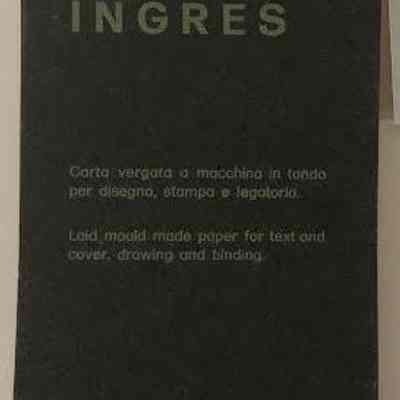 INGRES
Carta vergata a macchina in tondo
per disegno, stampa e legatoria.
Laid mould made paper for text and
cover, drawing and binding.